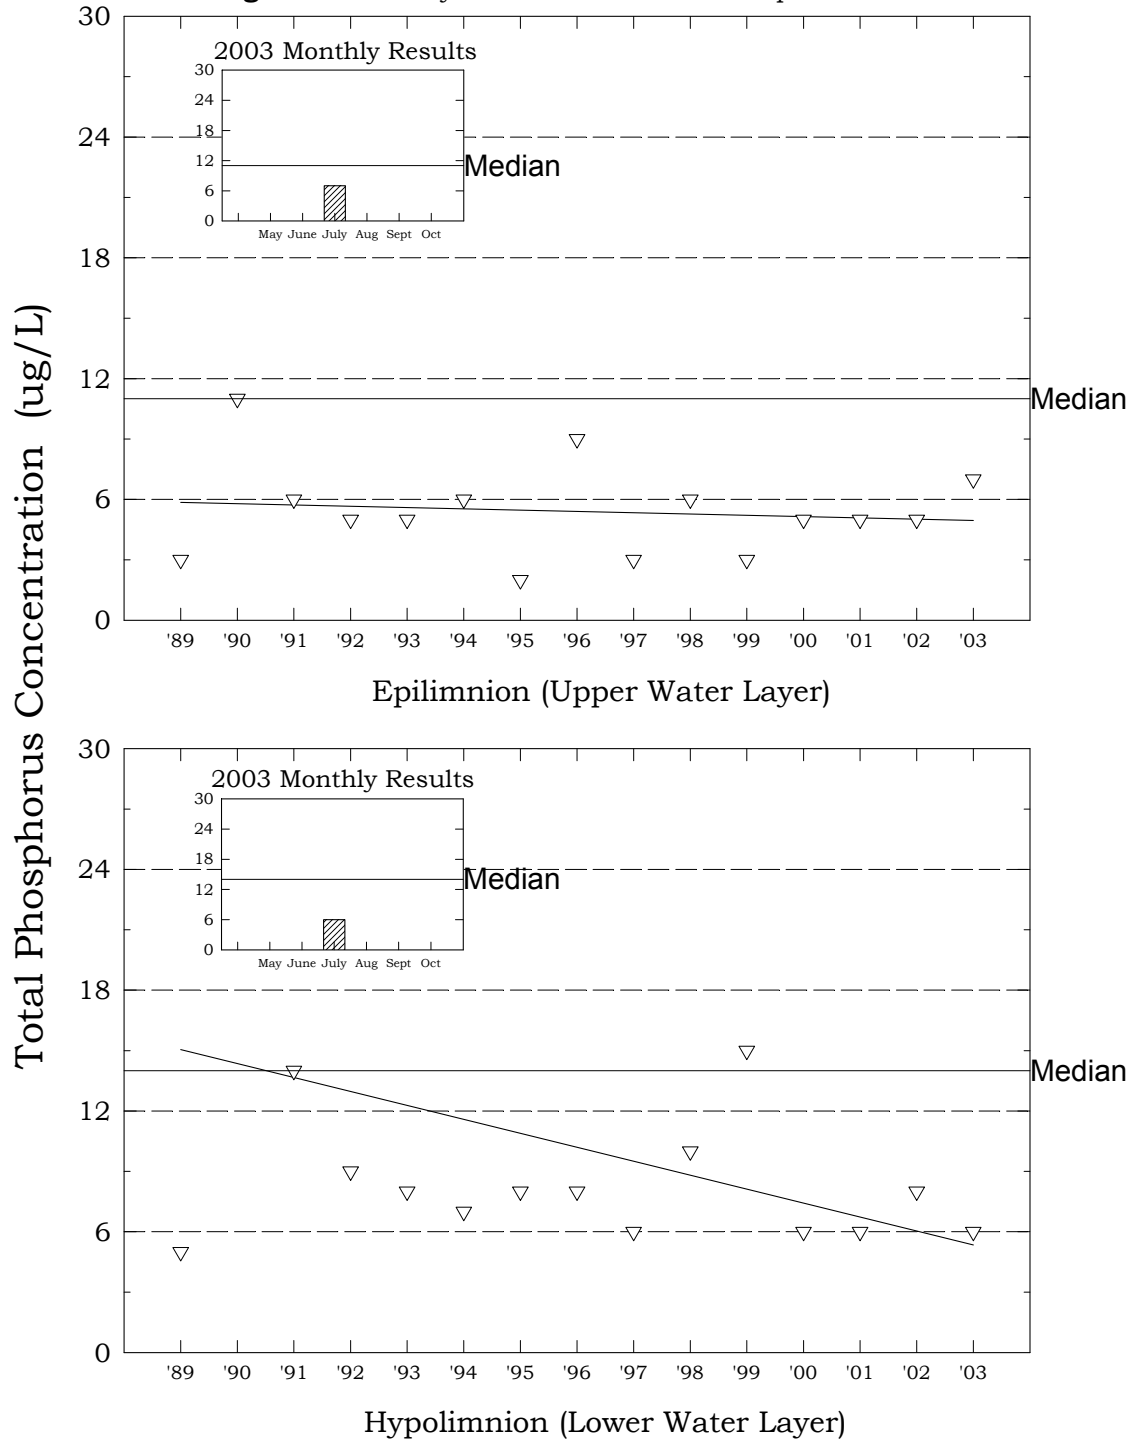 30
2003 Monthly Results
30
24
18
12
6
0
Median
May June July Aug Sept Oct
24
18
12
Median
6
0
'89 '90 '91 '92 '93 '94 '95 '96 '97 '98 '99 '00 '01 '02 '03
Epilimnion (Upper Water Layer)
Total Phosphorus Concentration (ug/L)
30
2003 Monthly Results
30
24
18
12
6
0
Median
May June July Aug Sept Oct
24
18
Median
12
6
0
'89 '90 '91 '92 '93 '94 '95 '96 '97 '98 '99 '00 '01 '02 '03
Hypolimnion (Lower Water Layer)